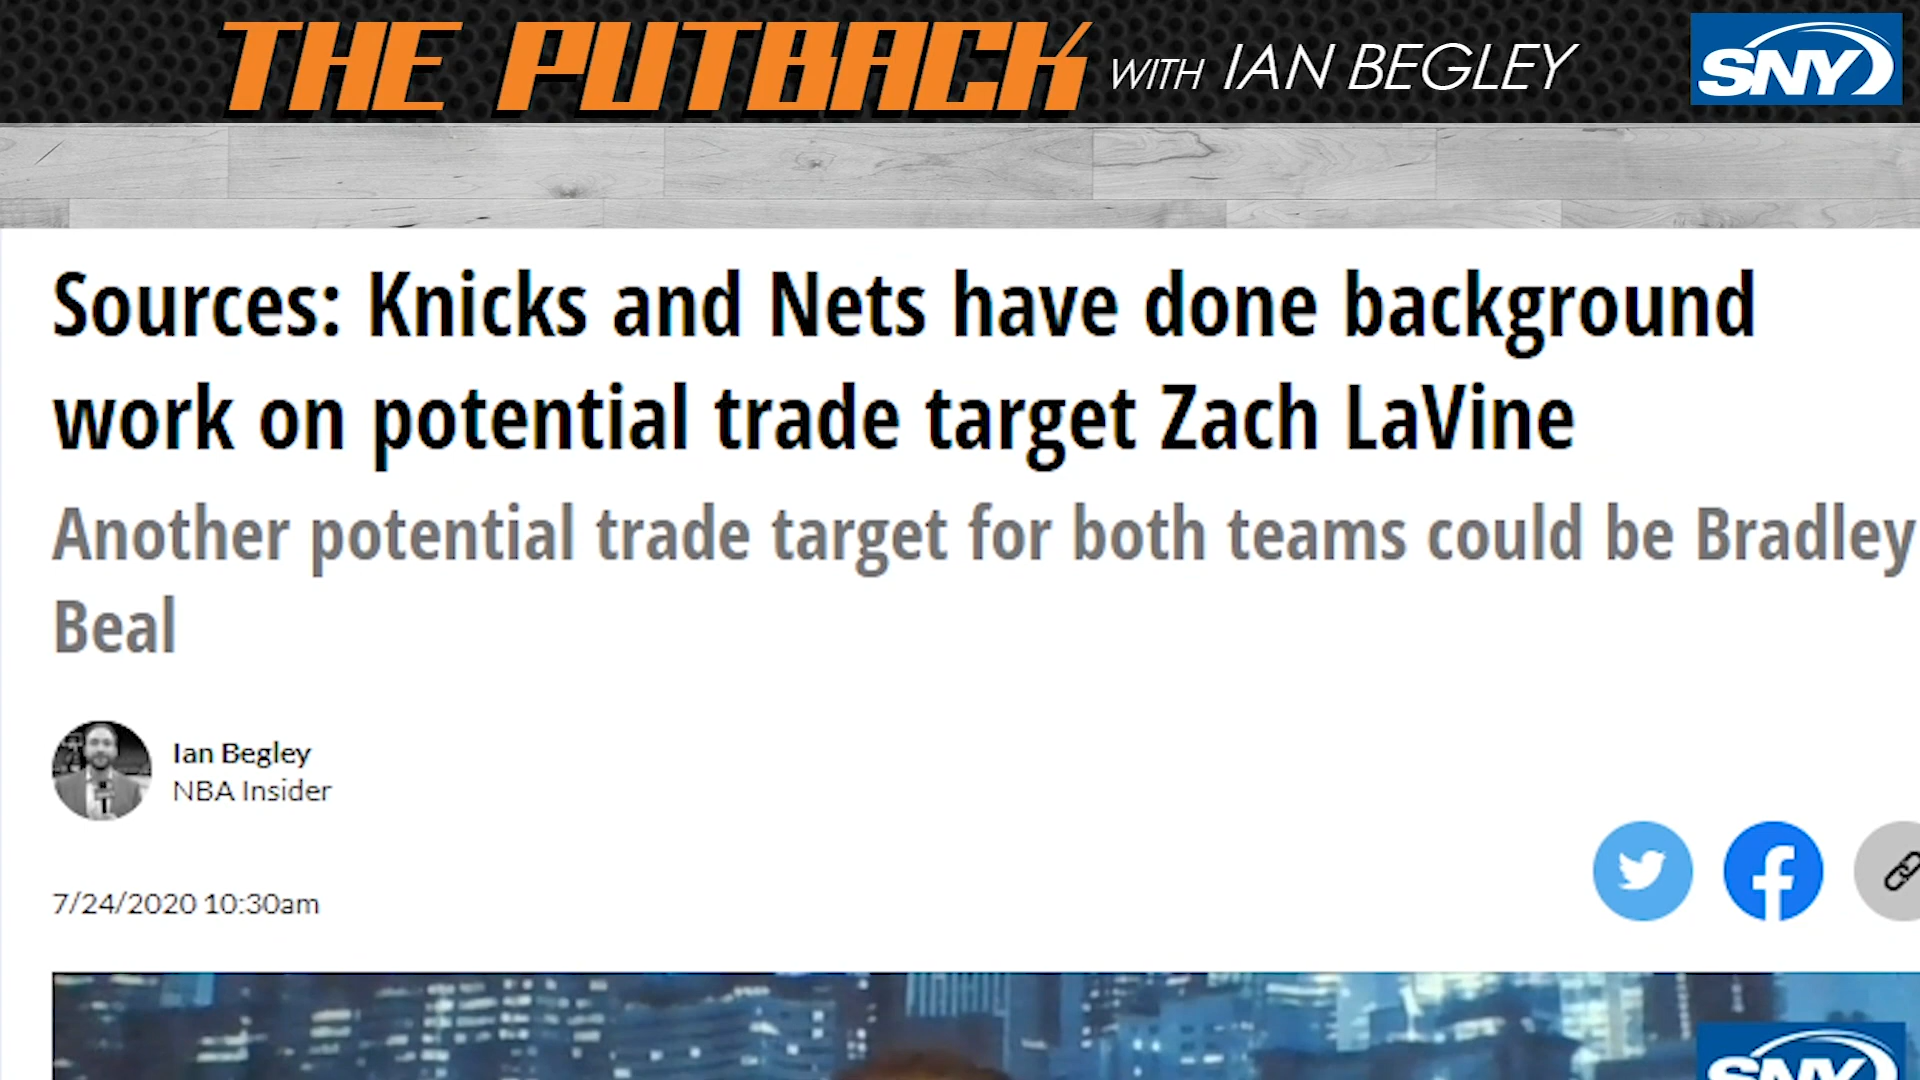 THE PUTBACK WITH IAN BEGLEY
SNY
Sources: Knicks and Nets have done background
work on potential trade target Zach LaVine
Another potential trade target for both teams could be Bradley
Beal
Ian Begley
NBA Insider
7/24/2020 10:30am
SNY